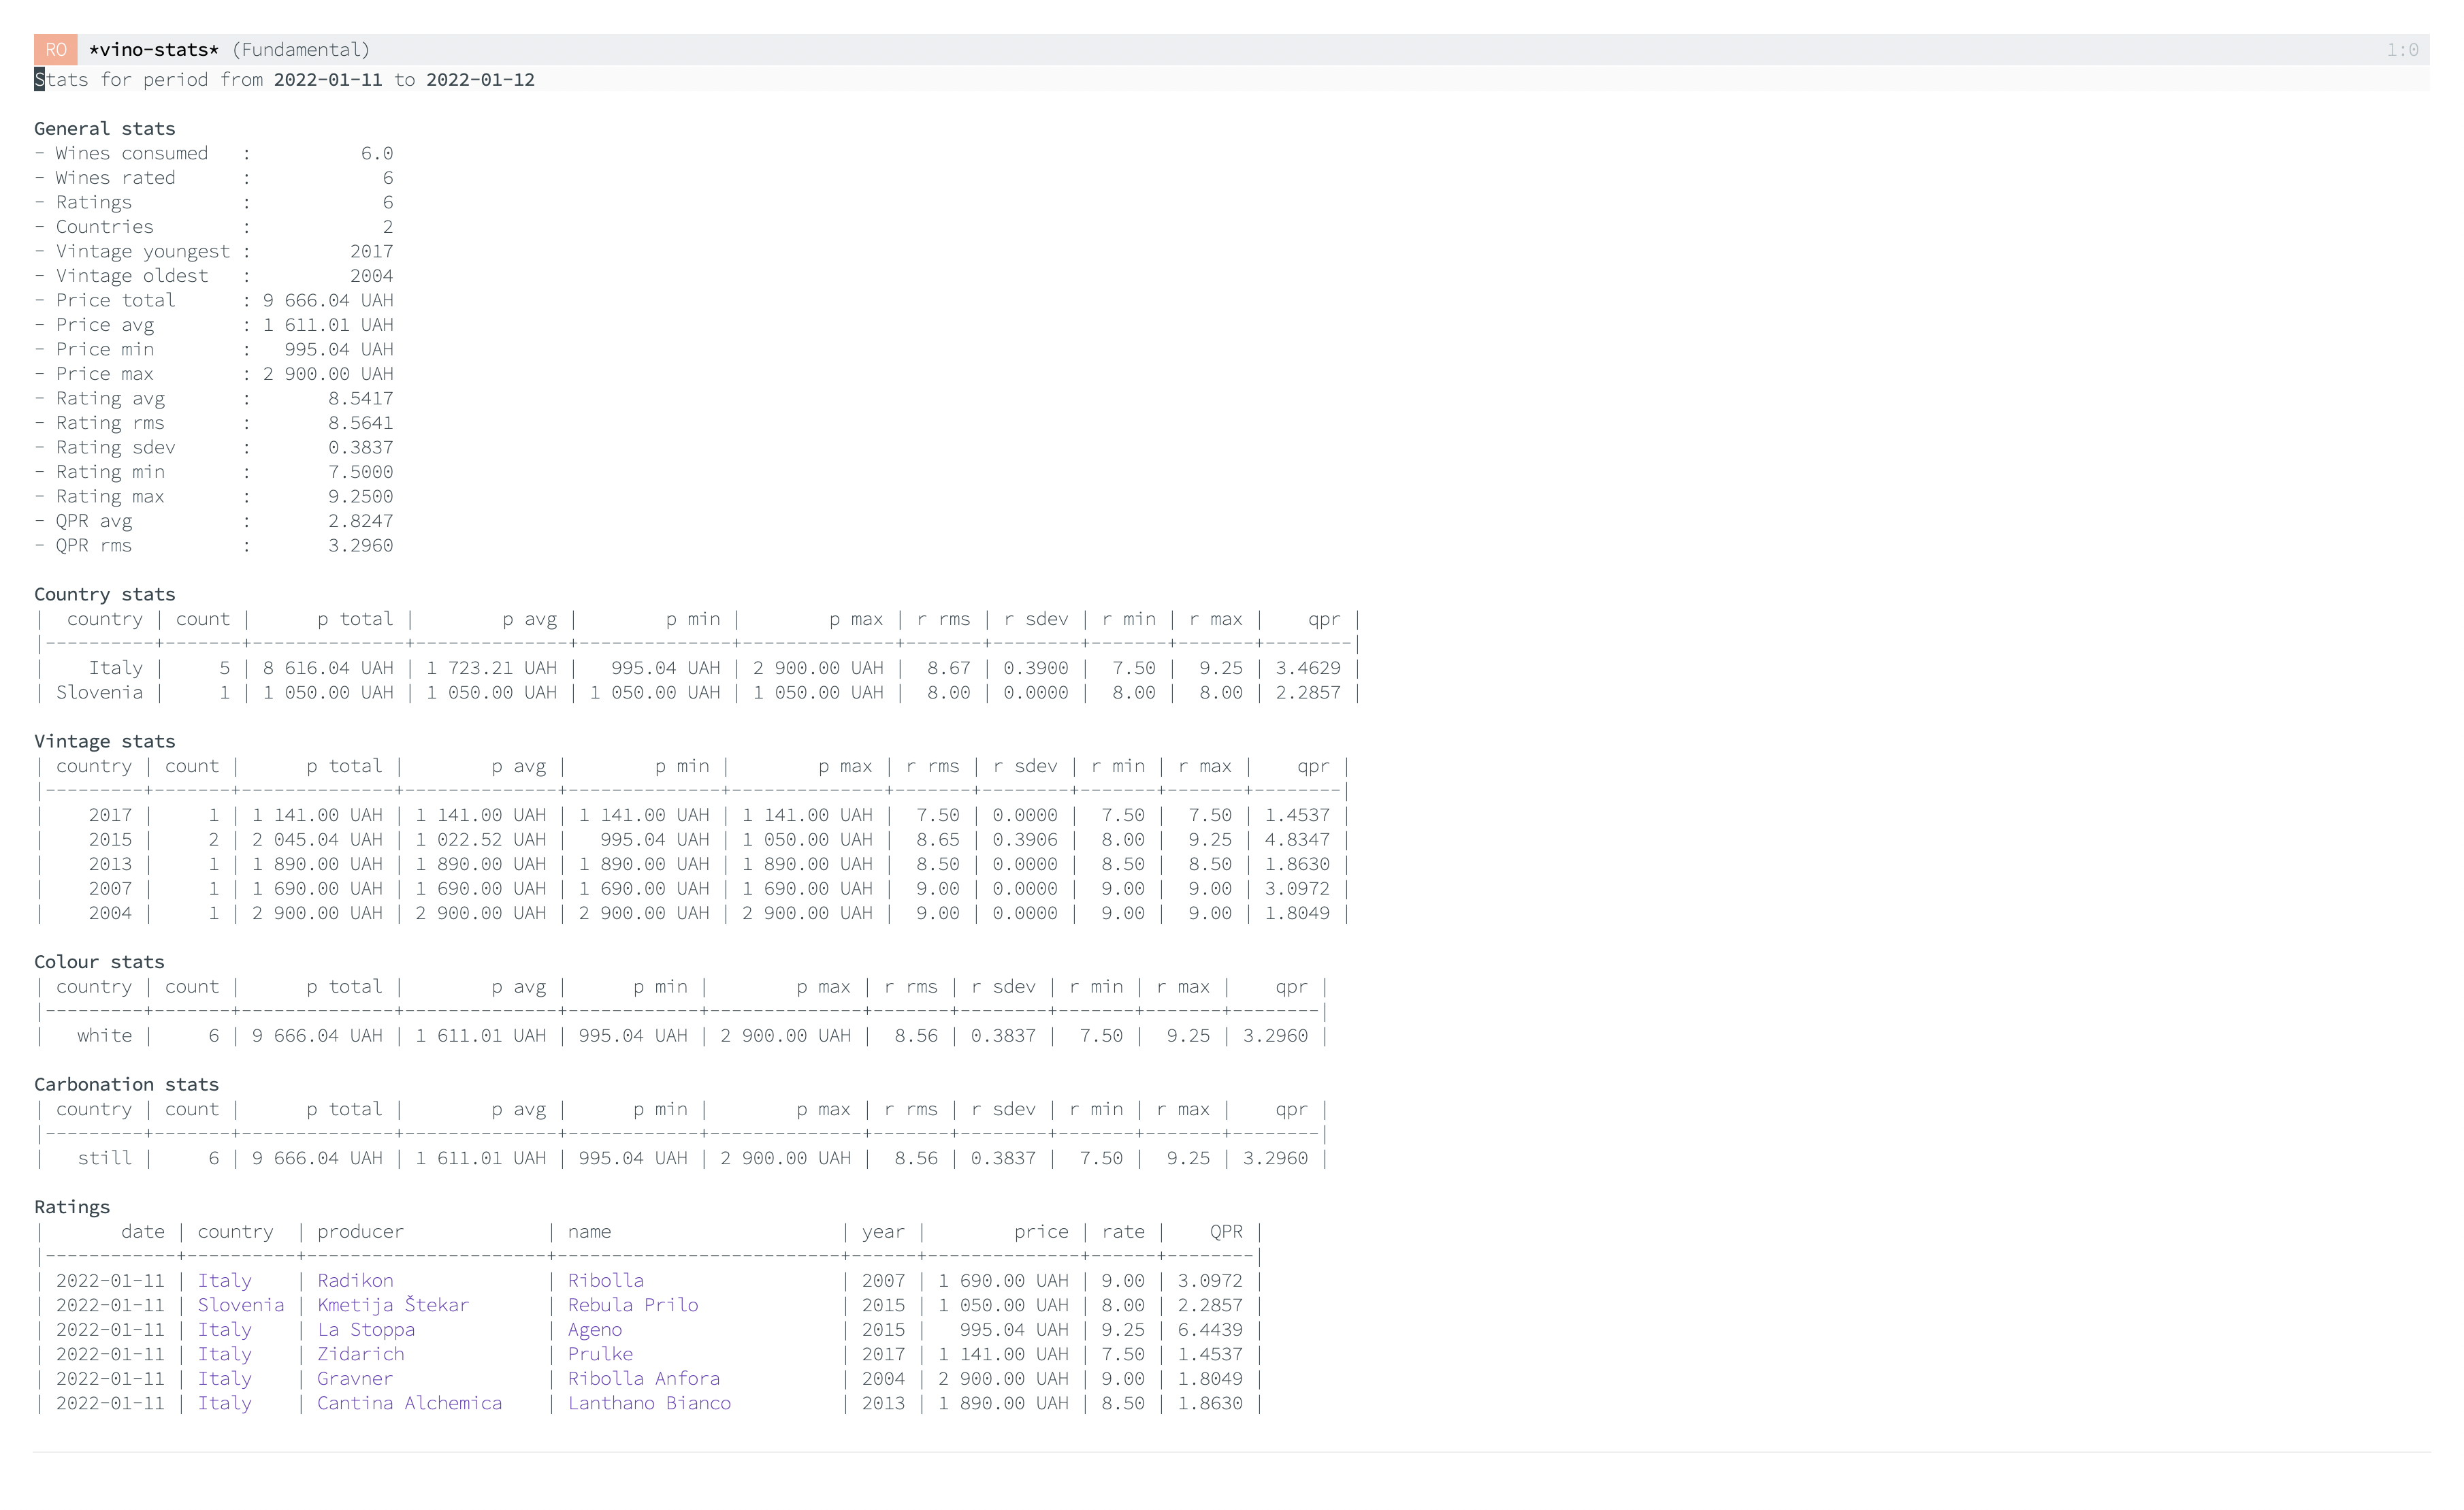 RO *vino-stats* (Fundamental) 1:0
Stats for period from 2022-01-11 to 2022-01-12

General stats
- Wines consumed   :          6.0
- Wines rated      :            6
- Ratings          :            6
- Countries        :            2
- Vintage youngest :         2017
- Vintage oldest   :         2004
- Price total      : 9 666.04 UAH
- Price avg        : 1 611.01 UAH
- Price min        :   995.04 UAH
- Price max        : 2 900.00 UAH
- Rating avg       :       8.5417
- Rating rms       :       8.5641
- Rating sdev      :       0.3837
- Rating min       :       7.5000
- Rating max       :       9.2500
- QPR avg          :       2.8247
- QPR rms          :       3.2960

Country stats
|  country | count |      p total |        p avg |        p min |        p max | r rms | r sdev | r min | r max |    qpr |
|----------+-------+--------------+--------------+--------------+--------------+-------+--------+-------+-------+--------|
|    Italy |     5 | 8 616.04 UAH | 1 723.21 UAH |   995.04 UAH | 2 900.00 UAH |  8.67 | 0.3900 |  7.50 |  9.25 | 3.4629 |
| Slovenia |     1 | 1 050.00 UAH | 1 050.00 UAH | 1 050.00 UAH | 1 050.00 UAH |  8.00 | 0.0000 |  8.00 |  8.00 | 2.2857 |

Vintage stats
| country | count |      p total |        p avg |        p min |        p max | r rms | r sdev | r min | r max |    qpr |
|---------+-------+--------------+--------------+--------------+--------------+-------+--------+-------+-------+--------|
|    2017 |     1 | 1 141.00 UAH | 1 141.00 UAH | 1 141.00 UAH | 1 141.00 UAH |  7.50 | 0.0000 |  7.50 |  7.50 | 1.4537 |
|    2015 |     2 | 2 045.04 UAH | 1 022.52 UAH |   995.04 UAH | 1 050.00 UAH |  8.65 | 0.3906 |  8.00 |  9.25 | 4.8347 |
|    2013 |     1 | 1 890.00 UAH | 1 890.00 UAH | 1 890.00 UAH | 1 890.00 UAH |  8.50 | 0.0000 |  8.50 |  8.50 | 1.8630 |
|    2007 |     1 | 1 690.00 UAH | 1 690.00 UAH | 1 690.00 UAH | 1 690.00 UAH |  9.00 | 0.0000 |  9.00 |  9.00 | 3.0972 |
|    2004 |     1 | 2 900.00 UAH | 2 900.00 UAH | 2 900.00 UAH | 2 900.00 UAH |  9.00 | 0.0000 |  9.00 |  9.00 | 1.8049 |

Colour stats
| country | count |      p total |        p avg |      p min |        p max | r rms | r sdev | r min | r max |    qpr |
|---------+-------+--------------+--------------+------------+--------------+-------+--------+-------+-------+--------|
|   white |     6 | 9 666.04 UAH | 1 611.01 UAH | 995.04 UAH | 2 900.00 UAH |  8.56 | 0.3837 |  7.50 |  9.25 | 3.2960 |

Carbonation stats
| country | count |      p total |        p avg |      p min |        p max | r rms | r sdev | r min | r max |    qpr |
|---------+-------+--------------+--------------+------------+--------------+-------+--------+-------+-------+--------|
|   still |     6 | 9 666.04 UAH | 1 611.01 UAH | 995.04 UAH | 2 900.00 UAH |  8.56 | 0.3837 |  7.50 |  9.25 | 3.2960 |

Ratings
|       date | country  | producer             | name                     | year |        price | rate |    QPR |
|------------+----------+----------------------+--------------------------+------+--------------+------+--------|
| 2022-01-11 | Italy    | Radikon              | Ribolla                  | 2007 | 1 690.00 UAH | 9.00 | 3.0972 |
| 2022-01-11 | Slovenia | Kmetija Štekar       | Rebula Prilo             | 2015 | 1 050.00 UAH | 8.00 | 2.2857 |
| 2022-01-11 | Italy    | La Stoppa            | Ageno                    | 2015 |   995.04 UAH | 9.25 | 6.4439 |
| 2022-01-11 | Italy    | Zidarich             | Prulke                   | 2017 | 1 141.00 UAH | 7.50 | 1.4537 |
| 2022-01-11 | Italy    | Gravner              | Ribolla Anfora           | 2004 | 2 900.00 UAH | 9.00 | 1.8049 |
| 2022-01-11 | Italy    | Cantina Alchemica    | Lanthano Bianco          | 2013 | 1 890.00 UAH | 8.50 | 1.8630 |